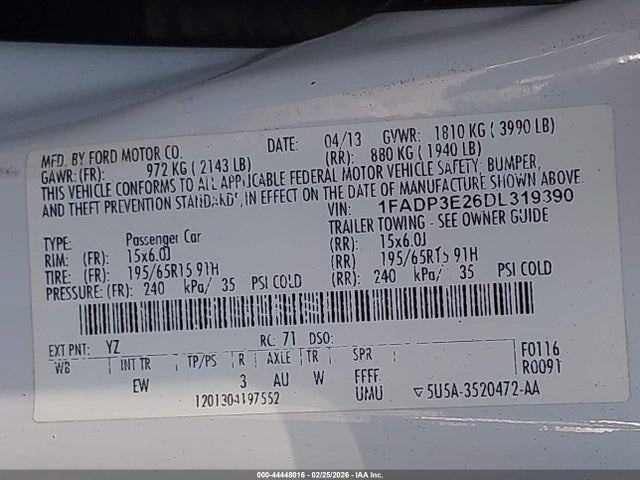 MFD. BY FORD MOTOR CO. DATE: 04/13 GVWR: 1810 KG ( 3990 LB)
GAWR: (FR): 972 KG ( 2143 LB) (RR): 880 KG ( 1940 LB)
THIS VEHICLE CONFORMS TO ALL APPLICABLE FEDERAL MOTOR VEHICLE SAFETY, BUMPER,
AND THEFT PREVENTION STANDARDS, IN EFFECT ON THE DATE OF MANUFACTURE SHOWN ABOVE.
VIN: 1FADP3E26DL319390
TYPE: Passenger Car TRAILER TOWING - SEE OWNER GUIDE
RIM: (FR): 15x6.0J (RR): 15x6.0J
TIRE: (FR): 195/65R15 91H (RR): 195/65R15 91H
PRESSURE: (FR): 240 kPa/ 35 PSI COLD (RR): 240 kPa/ 35 PSI COLD
EXT PNT: YZ RC: 71 DSO:
WB INT TR TP/PS R AXLE TR SPR F0116
EW 3 AU W FFFF R0091
1201304197552 UMU 5U5A-3520472-AA
000-44448016 - 02/25/2026 - IAA Inc.